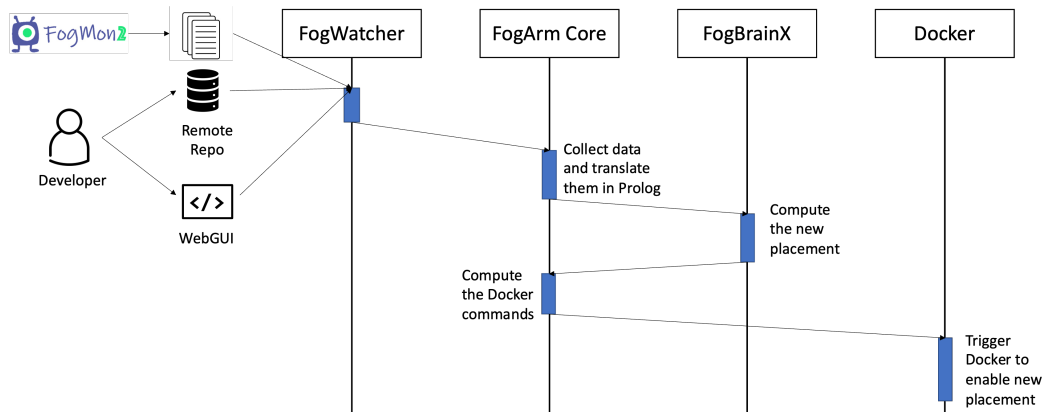 FogMon2
FogWatcher
FogArm Core
FogBrainX
Docker
Remote
Repo
Developer
</>
WebGUI
Collect data
and translate
them in Prolog
Compute
the new
placement
Compute
the Docker
commands
Trigger
Docker to
enable new
placement